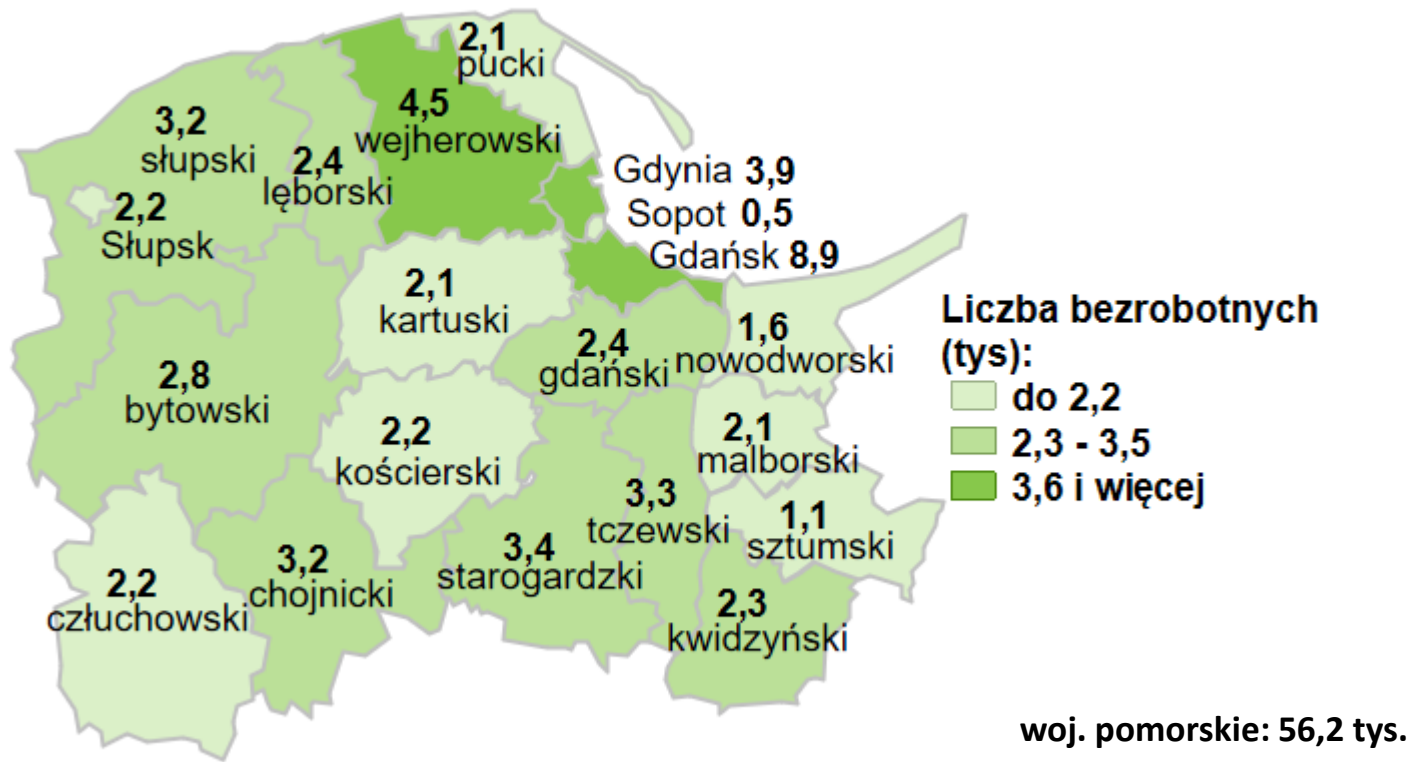 2,1
pucki
4,5
wejherowski
3,2
słupski
2,4
lęborski
2,2
Słupsk
Gdynia 3,9
Sopot 0,5
Gdańsk 8,9
2,1
kartuski
2,4
gdański
1,6
nowodworski
2,8
bytowski
2,2
kościerski
2,1
malborski
3,3
tczewski
1,1
sztumski
3,4
starogardzki
3,2
chojnicki
2,2
człuchowski
2,3
kwidzyński
Liczba bezrobotnych
(tys):
do 2,2
2,3 - 3,5
3,6 i więcej
woj. pomorskie: 56,2 tys.